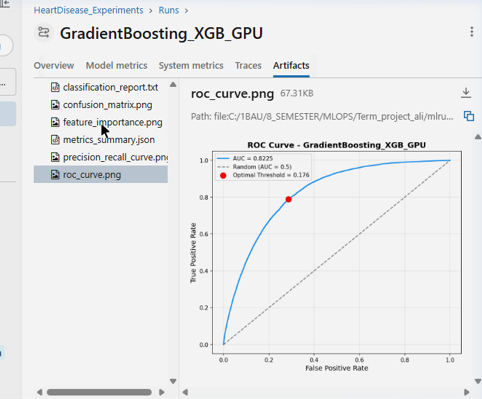 HeartDisease_Experiments › Runs ›
GradientBoosting_XGB_GPU
Overview Model metrics System metrics Traces Artifacts
classification_report.txt
confusion_matrix.png
feature_importance.png
metrics_summary.json
precision_recall_curve.png
roc_curve.png
roc_curve.png 67.31KB
Path: file:C:/1BAU/8_SEMESTER/MLOPS/Term_project_ali/mlru...
ROC Curve - GradientBoosting_XGB_GPU
AUC = 0.8225
Random (AUC = 0.5)
Optimal Threshold = 0.176
True Positive Rate
1.0
0.8
0.6
0.4
0.2
0.0
0.0 0.2 0.4 0.6 0.8 1.0
False Positive Rate